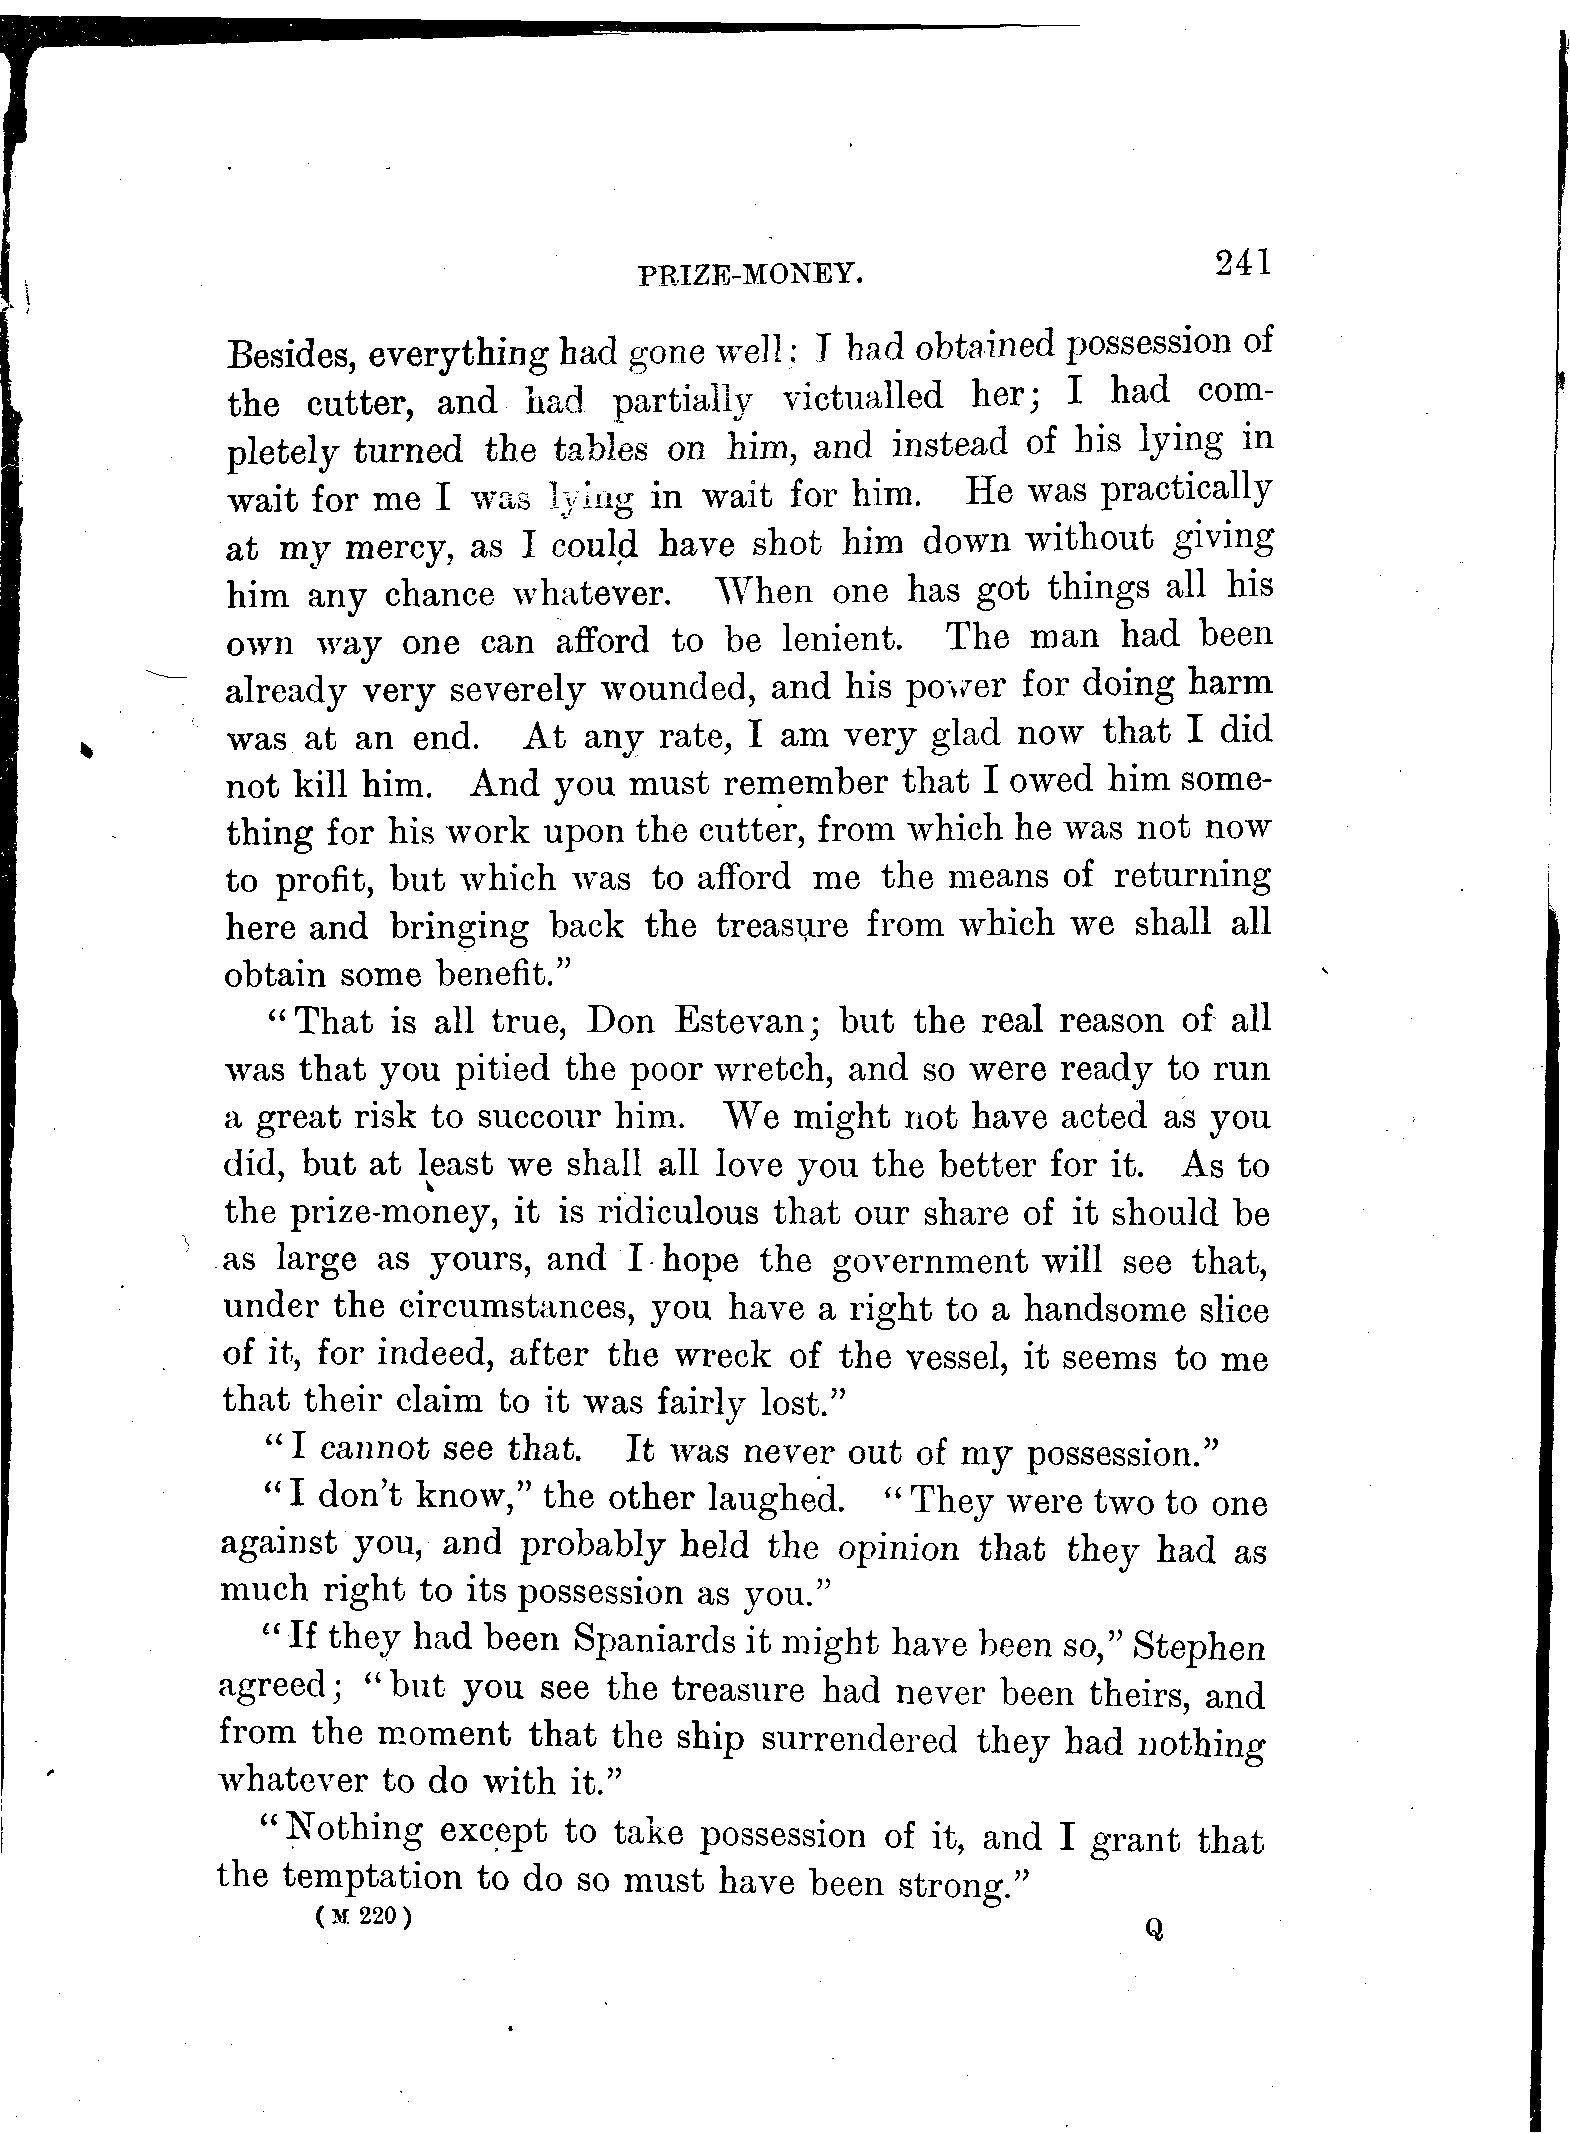 PRIZE-MONEY. 241
Besides, everything had gone well: I had obtained possession of
the cutter, and had partially victualled her; I had com-
pletely turned the tables on him, and instead of his lying in
wait for me I was lying in wait for him. He was practically
at my mercy, as I could have shot him down without giving
him any chance whatever. When one has got things all his
own way one can afford to be lenient. The man had been
already very severely wounded, and his power for doing harm
was at an end. At any rate, I am very glad now that I did
not kill him. And you must remember that I owed him some-
thing for his work upon the cutter, from which he was not now
to profit, but which was to afford me the means of returning
here and bringing back the treasure from which we shall all
obtain some benefit.”
“That is all true, Don Estevan; but the real reason of all
was that you pitied the poor wretch, and so were ready to run
a great risk to succour him. We might not have acted as you
did, but at least we shall all love you the better for it. As to
the prize-money, it is ridiculous that our share of it should be
as large as yours, and I hope the government will see that,
under the circumstances, you have a right to a handsome slice
of it, for indeed, after the wreck of the vessel, it seems to me
that their claim to it was fairly lost.”
“I cannot see that. It was never out of my possession.”
“I don't know,” the other laughed. “They were two to one
against you, and probably held the opinion that they had as
much right to its possession as you.”
“If they had been Spaniards it might have been so,” Stephen
agreed; “but you see the treasure had never been theirs, and
from the moment that the ship surrendered they had nothing
whatever to do with it.”
“Nothing except to take possession of it, and I grant that
the temptation to do so must have been strong.”
(M 220) Q